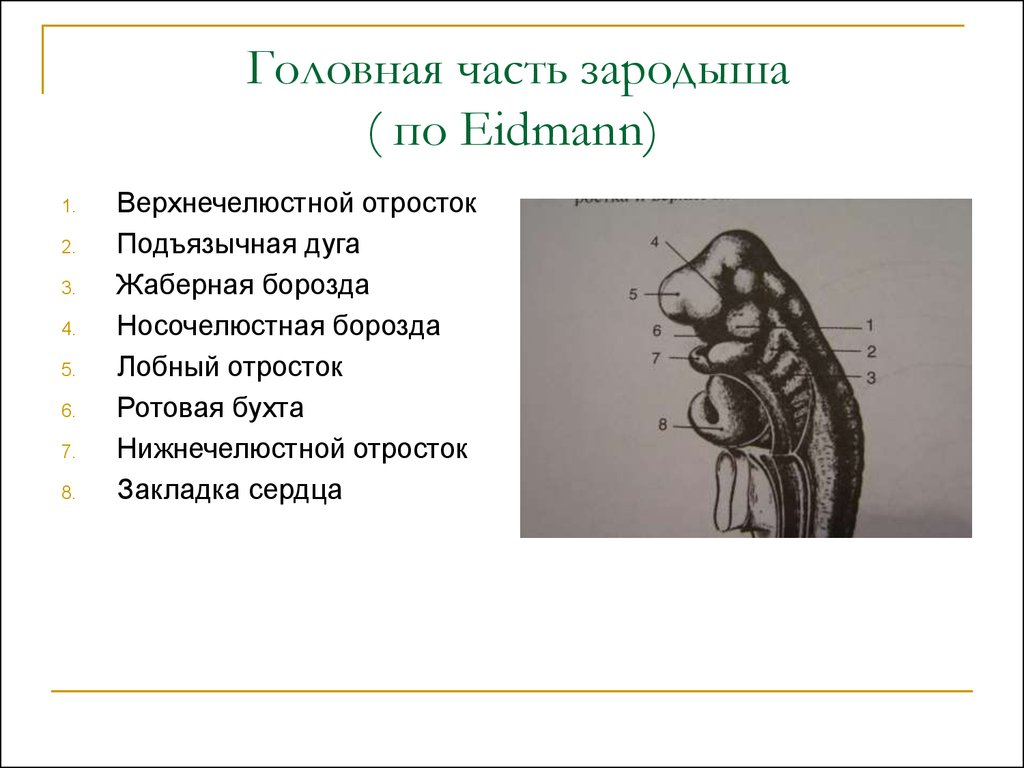 Головная часть зародыша
( по Eidmann)
1. Верхнечелюстной отросток
2. Подъязычная дуга
3. Жаберная борозда
4. Носочелюстная борозда
5. Лобный отросток
6. Ротовая бухта
7. Нижнечелюстной отросток
8. Закладка сердца
4
5
6
7
8
1
2
3